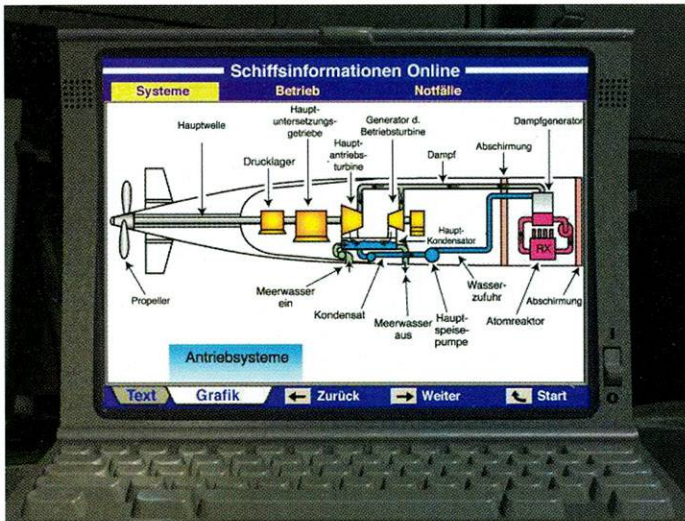 Schiffsinformationen Online
Systeme
Betrieb
Notfälle
Hauptwelle
Drucklager
Haupt-
untersetzungs-
getriebe
Haupt-
antriebs-
turbine
Generator d.
Betriebsturbine
Dampf
Abschirmung
Dampfgenerator
Haupt-
Kondensator
RX
Propeller
Meerwasser
ein
Kondensat
Meerwasser
aus
Haupt-
speise-
pumpe
Wasser-
zufuhr
Atomreaktor
Abschirmung
Antriebsysteme
Text
Grafik
Zurück
Weiter
Start
I
O